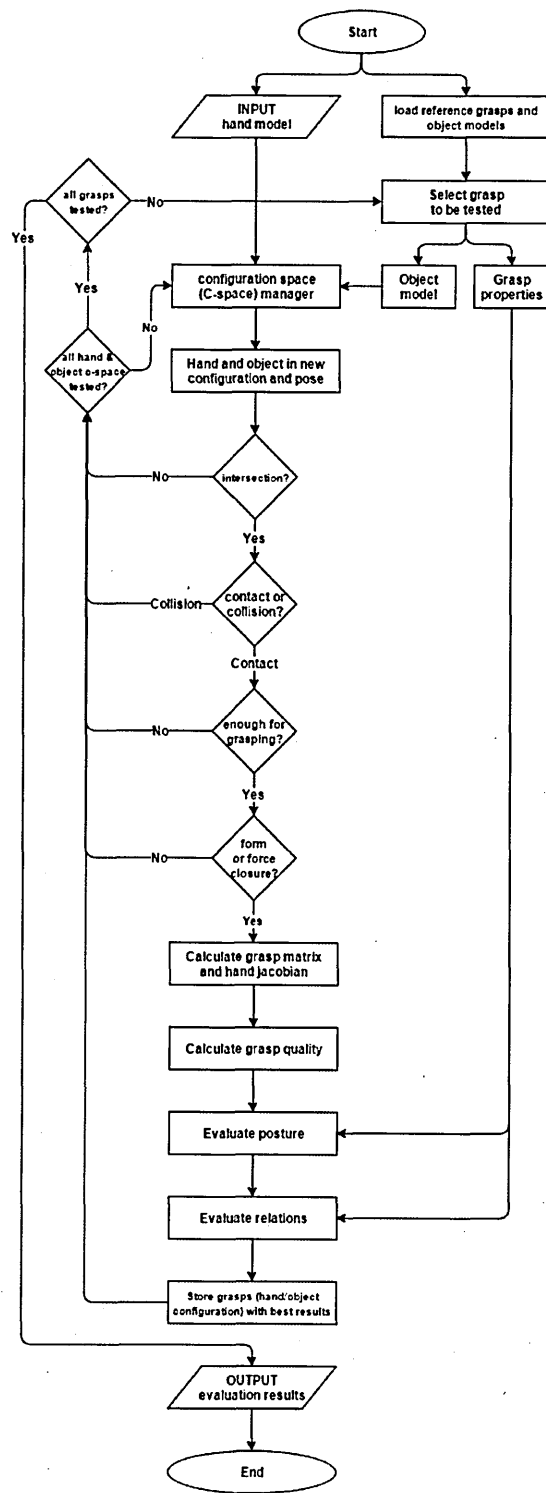 Start
INPUT
hand model
load reference grasps and
object models
all grasps
tested?
No
Select grasp
to be tested
Yes
Yes
configuration space
(C-space) manager
Object
model
Grasp
properties
No
all hand &
object c-space
tested?
Hand and object in new
configuration and pose
No
intersection?
Yes
Collision
contact or
collision?
Contact
No
enough for
grasping?
Yes
No
form
or force
closure?
Yes
Calculate grasp matrix
and hand jacobian
Calculate grasp quality
Evaluate posture
Evaluate relations
Store grasps (hand/object
configuration) with best results
OUTPUT
evaluation results
End